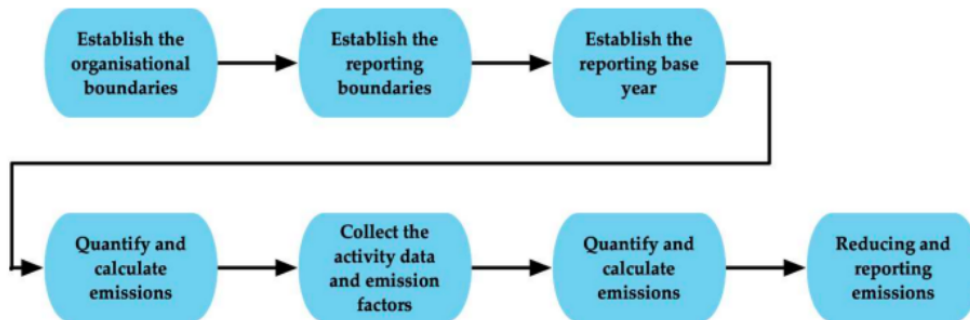 Establish the
organisational
boundaries
Establish the
reporting
boundaries
Establish the
reporting base
year
Quantify and
calculate
emissions
Collect the
activity data
and emission
factors
Quantify and
calculate
emissions
Reducing and
reporting
emissions